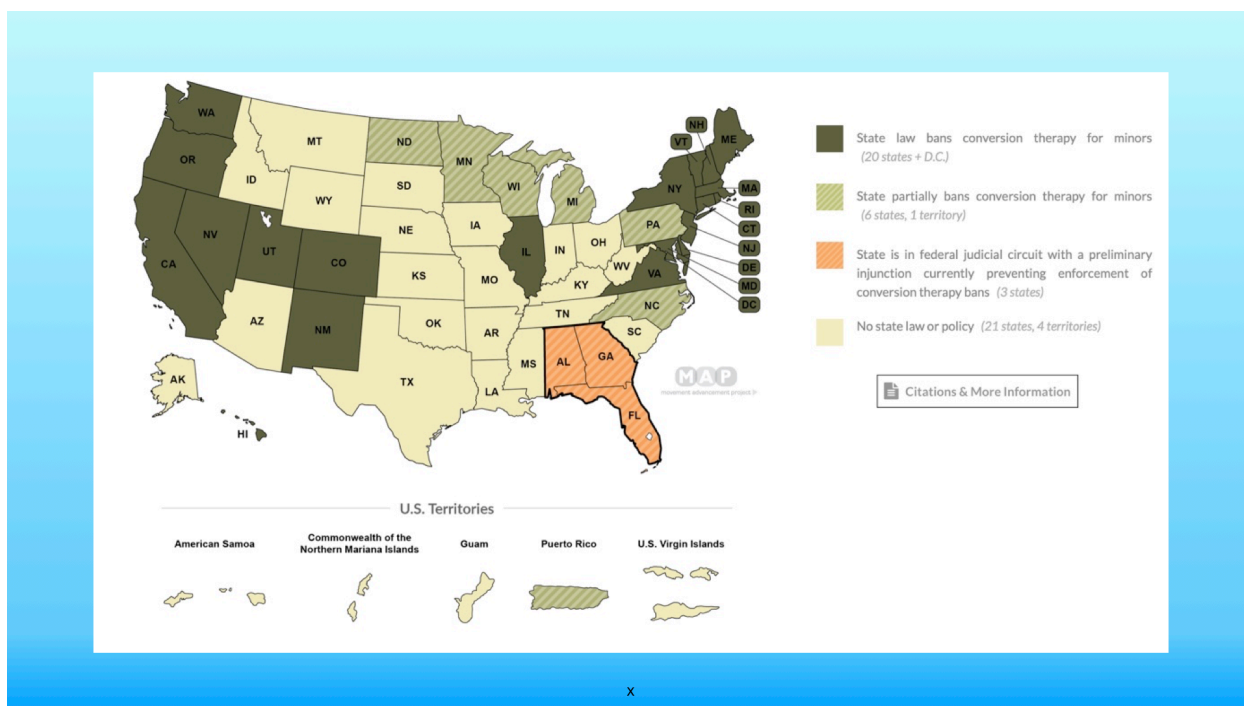 WA
OR
CA
NV
ID
MT
WY
UT
CO
AZ
NM
ND
SD
NE
KS
OK
TX
MN
IA
MO
AR
LA
WI
IL
MI
IN
OH
KY
TN
MS
AL
GA
FL
SC
NC
VA
WV
PA
NY
VT
NH
ME
MA
RI
CT
NJ
DE
MD
DC
AK
HI
MAP
movement advancement project
State law bans conversion therapy for minors
(20 states + D.C.)
State partially bans conversion therapy for minors
(6 states, 1 territory)
State is in federal judicial circuit with a preliminary
injunction currently preventing enforcement of
conversion therapy bans (3 states)
No state law or policy (21 states, 4 territories)
Citations & More Information
U.S. Territories
American Samoa
Commonwealth of the
Northern Mariana Islands
Guam
Puerto Rico
U.S. Virgin Islands
x